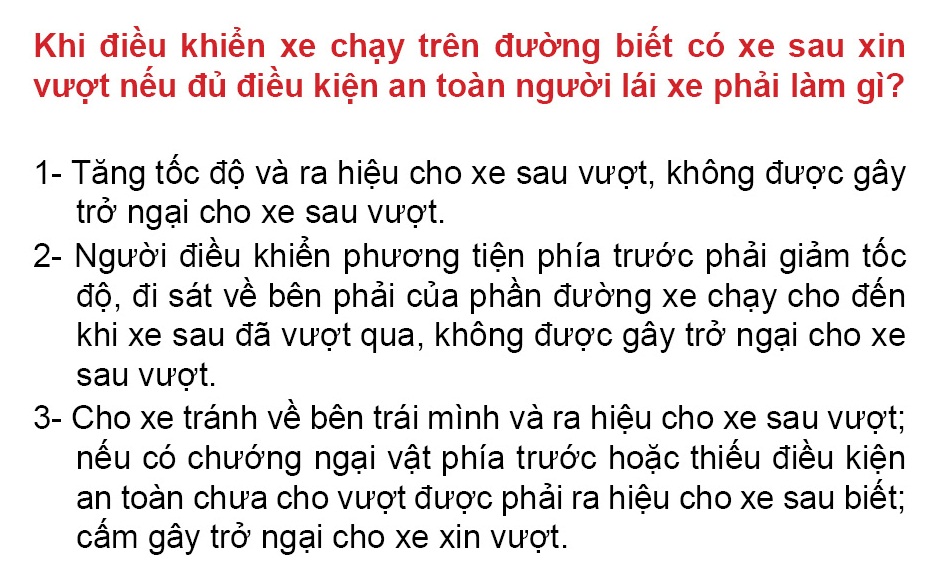 Khi điều khiển xe chạy trên đường biết có xe sau xin
vượt nếu đủ điều kiện an toàn người lái xe phải làm gì?
1- Tăng tốc độ và ra hiệu cho xe sau vượt, không được gây
trở ngại cho xe sau vượt.
2- Người điều khiển phương tiện phía trước phải giảm tốc
độ, đi sát về bên phải của phần đường xe chạy cho đến
khi xe sau đã vượt qua, không được gây trở ngại cho xe
sau vượt.
3- Cho xe tránh về bên trái mình và ra hiệu cho xe sau vượt;
nếu có chướng ngại vật phía trước hoặc thiếu điều kiện
an toàn chưa cho vượt được phải ra hiệu cho xe sau biết;
cấm gây trở ngại cho xe xin vượt.